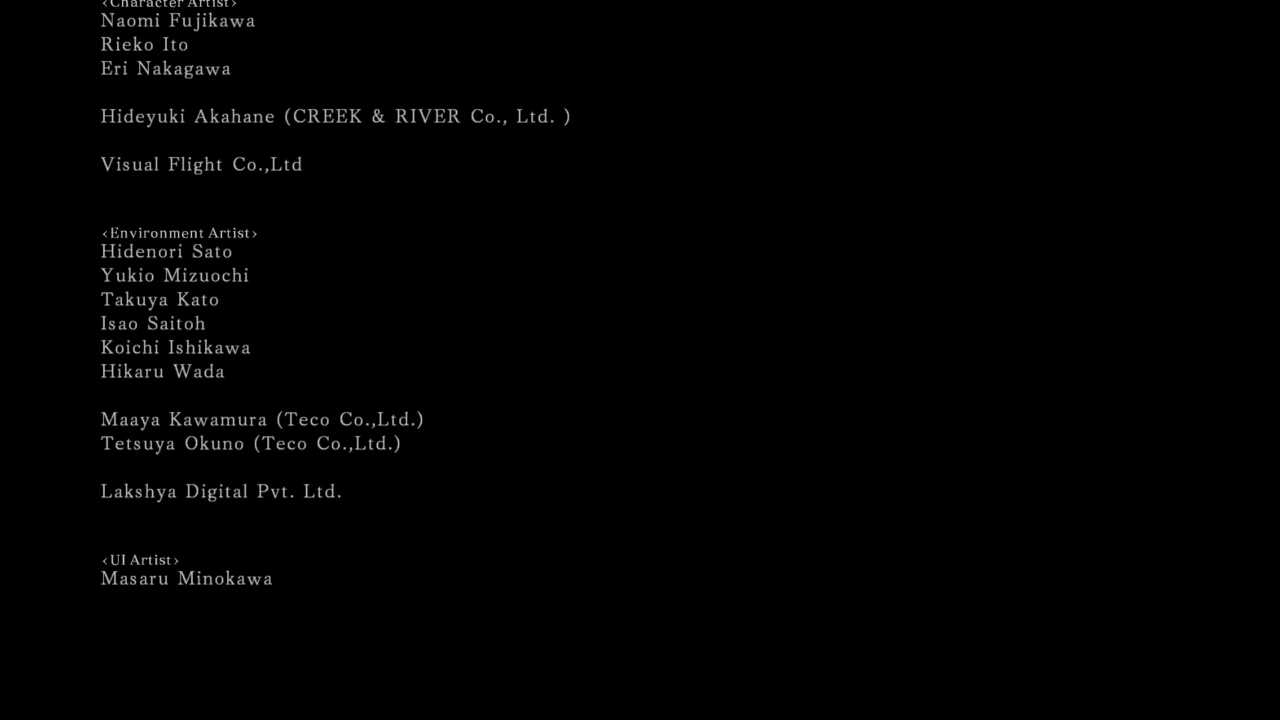 ‹Character Artist›
Naomi Fujikawa
Rieko Ito
Eri Nakagawa
Hideyuki Akahane (CREEK & RIVER Co., Ltd. )
Visual Flight Co.,Ltd
‹Environment Artist›
Hidenori Sato
Yukio Mizuochi
Takuya Kato
Isao Saitoh
Koichi Ishikawa
Hikaru Wada
Maaya Kawamura (Teco Co.,Ltd.)
Tetsuya Okuno (Teco Co.,Ltd.)
Lakshya Digital Pvt. Ltd.
‹UI Artist›
Masaru Minokawa